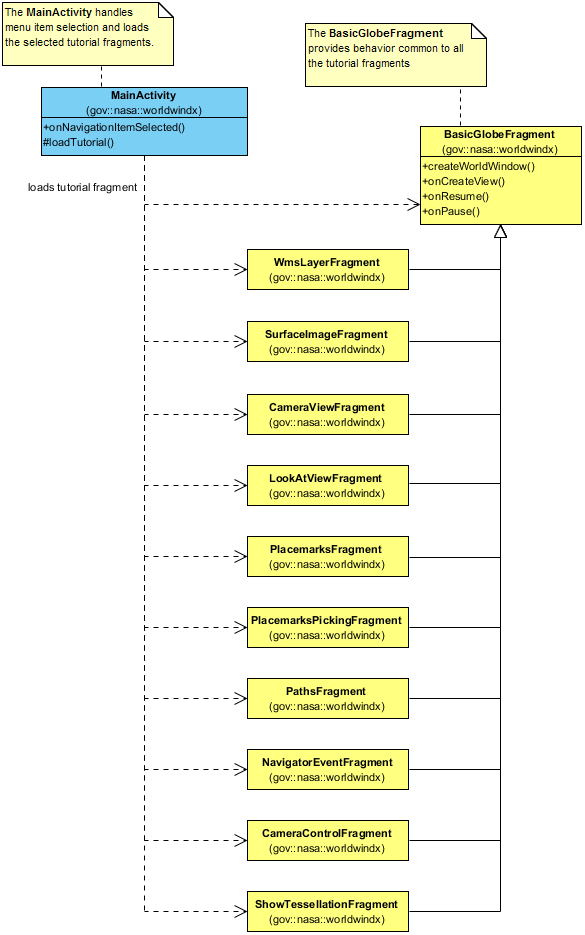 The MainActivity handles
menu item selection and loads
the selected tutorial fragments.
The BasicGlobeFragment
provides behavior common to all
the tutorial fragments
MainActivity
(gov::nasa::worldwindx)
+onNavigationItemSelected()
#loadTutorial()
BasicGlobeFragment
(gov::nasa::worldwindx)
+createWorldWindow()
+onCreateView()
+onResume()
+onPause()
loads tutorial fragment
WmsLayerFragment
(gov::nasa::worldwindx)
SurfaceImageFragment
(gov::nasa::worldwindx)
CameraViewFragment
(gov::nasa::worldwindx)
LookAtViewFragment
(gov::nasa::worldwindx)
PlacemarksFragment
(gov::nasa::worldwindx)
PlacemarksPickingFragment
(gov::nasa::worldwindx)
PathsFragment
(gov::nasa::worldwindx)
NavigatorEventFragment
(gov::nasa::worldwindx)
CameraControlFragment
(gov::nasa::worldwindx)
ShowTessellationFragment
(gov::nasa::worldwindx)